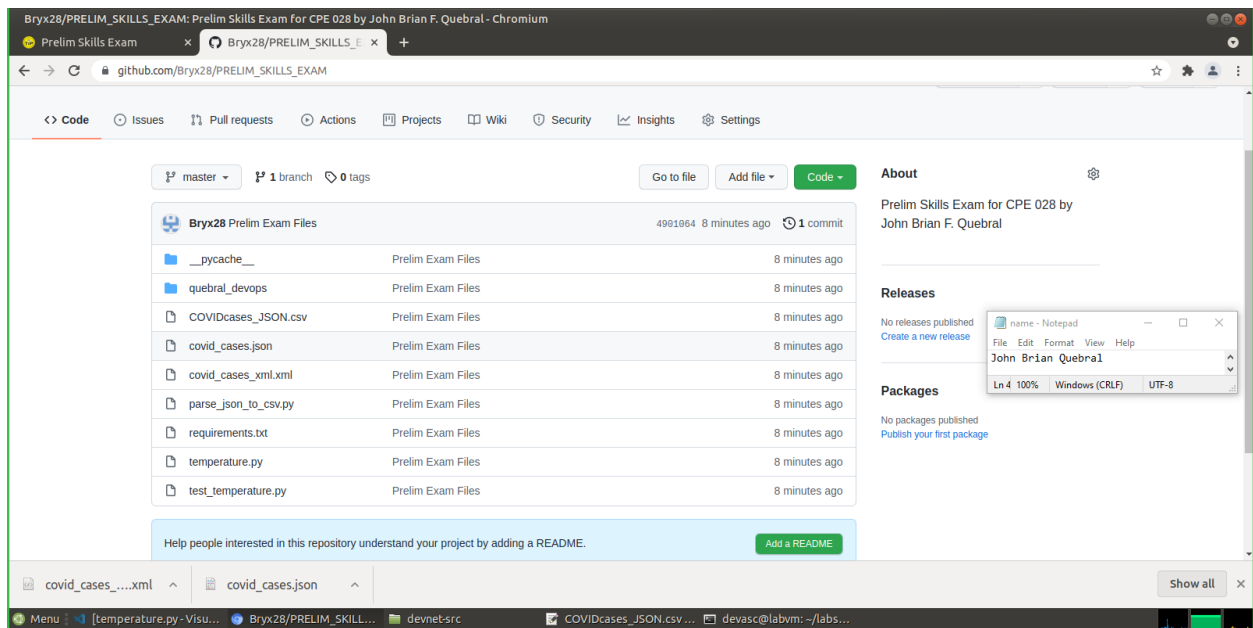 Bryx28/PRELIM_SKILLS_EXAM: Prelim Skills Exam for CPE 028 by John Brian F. Quebral - Chromium
Prelim Skills Exam × Bryx28/PRELIM_SKILLS_E × +
github.com/Bryx28/PRELIM_SKILLS_EXAM
<> Code Issues Pull requests Actions Projects Wiki Security Insights Settings
master 1 branch 0 tags Go to file Add file Code
Bryx28 Prelim Exam Files 4901064 8 minutes ago 1 commit
__pycache__ Prelim Exam Files 8 minutes ago
quebral_devops Prelim Exam Files 8 minutes ago
COVIDcases_JSON.csv Prelim Exam Files 8 minutes ago
covid_cases.json Prelim Exam Files 8 minutes ago
covid_cases_xml.xml Prelim Exam Files 8 minutes ago
parse_json_to_csv.py Prelim Exam Files 8 minutes ago
requirements.txt Prelim Exam Files 8 minutes ago
temperature.py Prelim Exam Files 8 minutes ago
test_temperature.py Prelim Exam Files 8 minutes ago
Help people interested in this repository understand your project by adding a README. Add a README
About
Prelim Skills Exam for CPE 028 by
John Brian F. Quebral
Releases
No releases published
Create a new release
Packages
No packages published
Publish your first package
name - Notepad
File Edit Format View Help
John Brian Quebral
Ln 4 100% Windows (CRLF) UTF-8
covid_cases_....xml covid_cases.json Show all ×
Menu [temperature.py - Visu... Bryx28/PRELIM_SKILL... devnet-src COVIDcases_JSON.csv ... devasc@labvm: ~/labs...